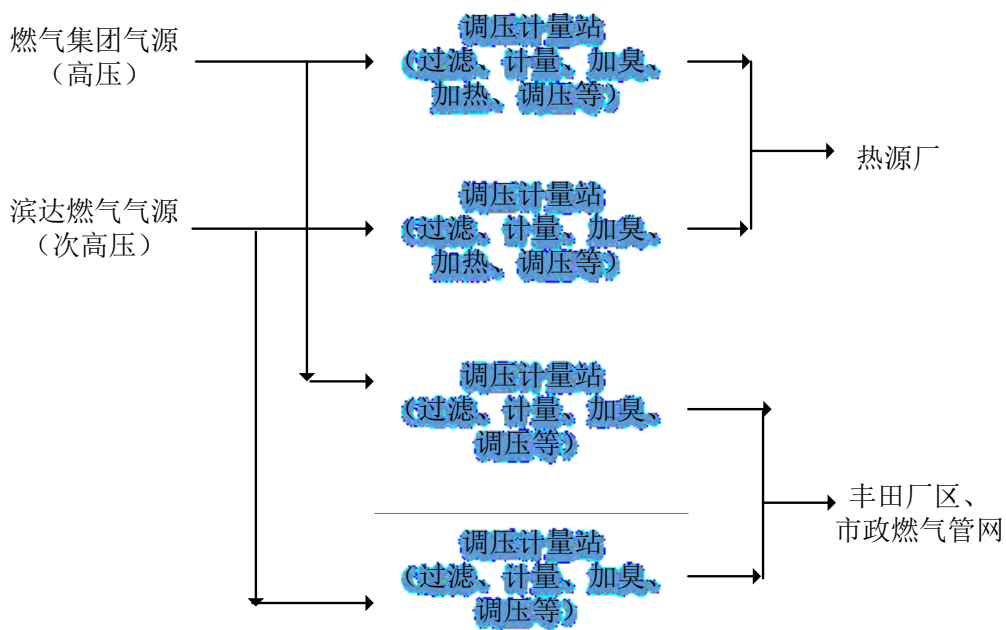 燃气集团气源
（高压）
调压计量站
（过滤、计量、加臭、
加热、调压等）
热源厂
滨达燃气气源
（次高压）
调压计量站
（过滤、计量、加臭、
加热、调压等）
调压计量站
（过滤、计量、加臭、
调压等）
丰田厂区、
市政燃气管网
调压计量站
（过滤、计量、加臭、
调压等）